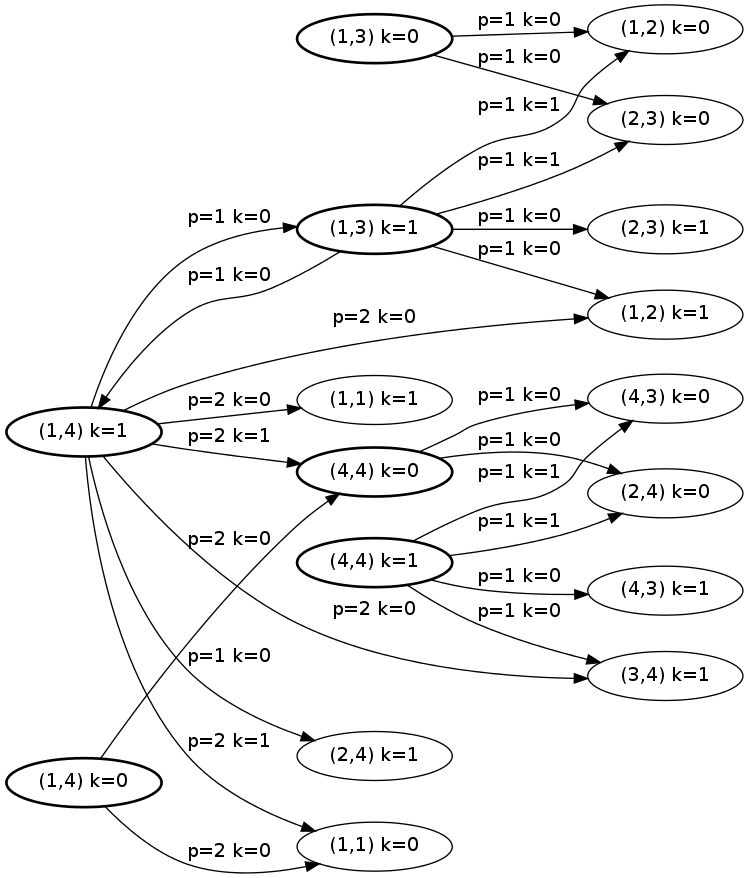 (1,3) k=0
p=1 k=0
(1,2) k=0
p=1 k=0
p=1 k=1
(2,3) k=0
p=1 k=1
p=1 k=0
(1,3) k=1
p=1 k=0
(2,3) k=1
p=1 k=0
p=1 k=0
p=2 k=0
(1,2) k=1
(1,4) k=1
p=2 k=0
(1,1) k=1
p=1 k=0
(4,3) k=0
p=2 k=1
(4,4) k=0
p=1 k=0
p=1 k=1
(2,4) k=0
p=2 k=0
(4,4) k=1
p=1 k=1
p=1 k=0
(4,3) k=1
p=2 k=0
p=1 k=0
p=1 k=0
(3,4) k=1
p=2 k=1
(2,4) k=1
(1,4) k=0
p=2 k=0
(1,1) k=0